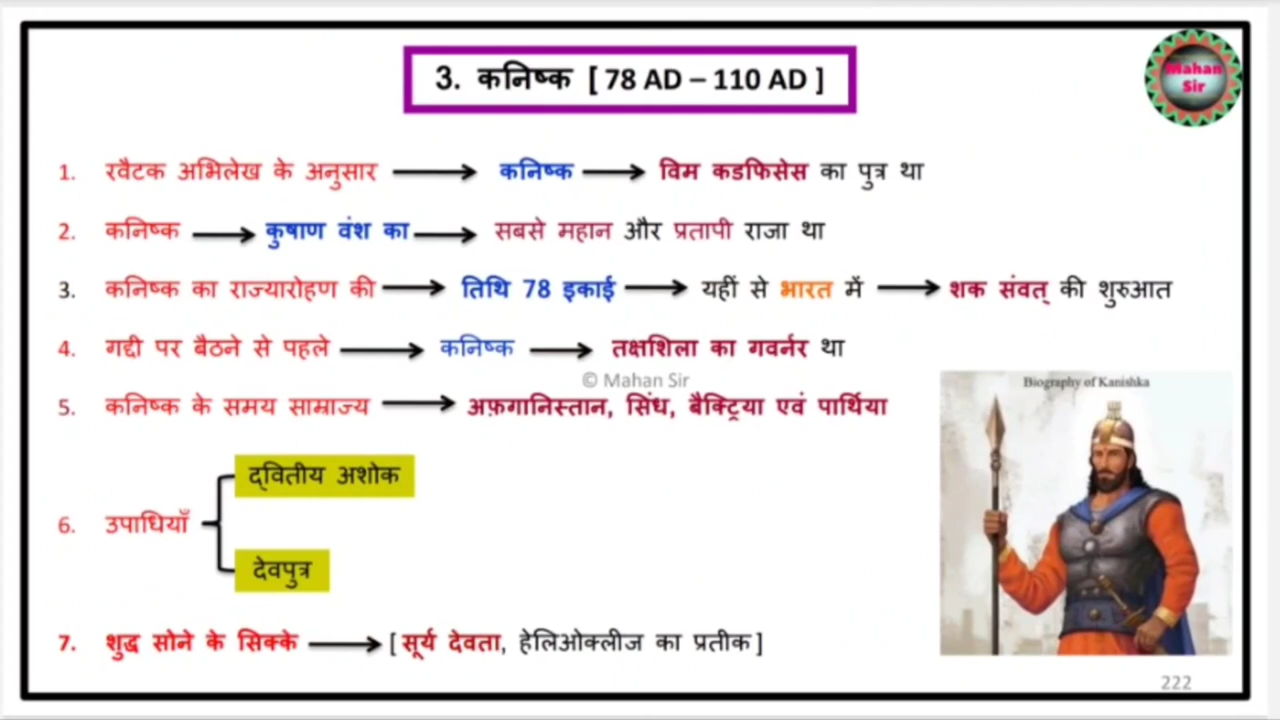 3. कनिष्क [ 78 AD – 110 AD ]
Mahan
Sir
1. रवैटक अभिलेख के अनुसार → कनिष्क → विम कडफिसेस का पुत्र था
2. कनिष्क → कुषाण वंश का → सबसे महान और प्रतापी राजा था
3. कनिष्क का राज्यारोहण की → तिथि 78 इकाई → यहीं से भारत में → शक संवत् की शुरुआत
4. गद्दी पर बैठने से पहले → कनिष्क → तक्षशिला का गवर्नर था
© Mahan Sir
Biography of Kanishka
5. कनिष्क के समय साम्राज्य → अफ़गानिस्तान, सिंध, बैक्ट्रिया एवं पार्थिया
द्वितीय अशोक
6. उपाधियाँ
देवपुत्र
7. शुद्ध सोने के सिक्के → [ सूर्य देवता, हेलिओक्लीज का प्रतीक ]
222